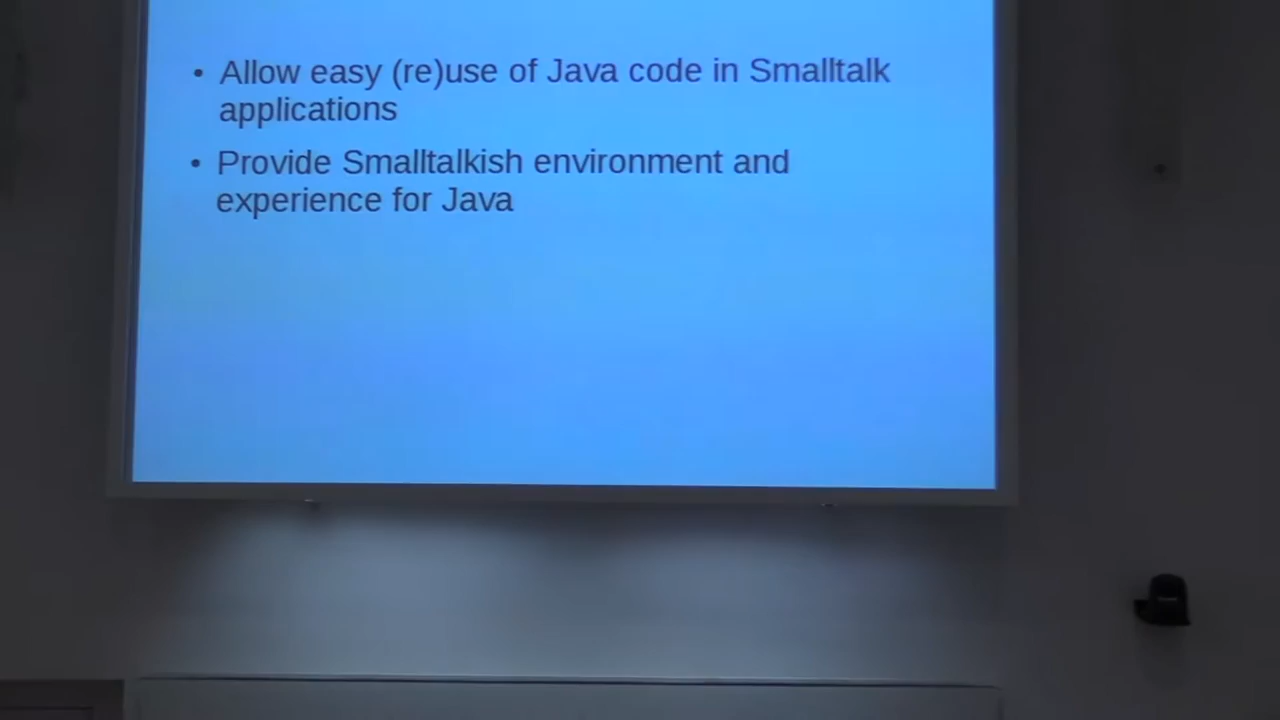 • Allow easy (re)use of Java code in Smalltalk
applications
• Provide Smalltalkish environment and
experience for Java